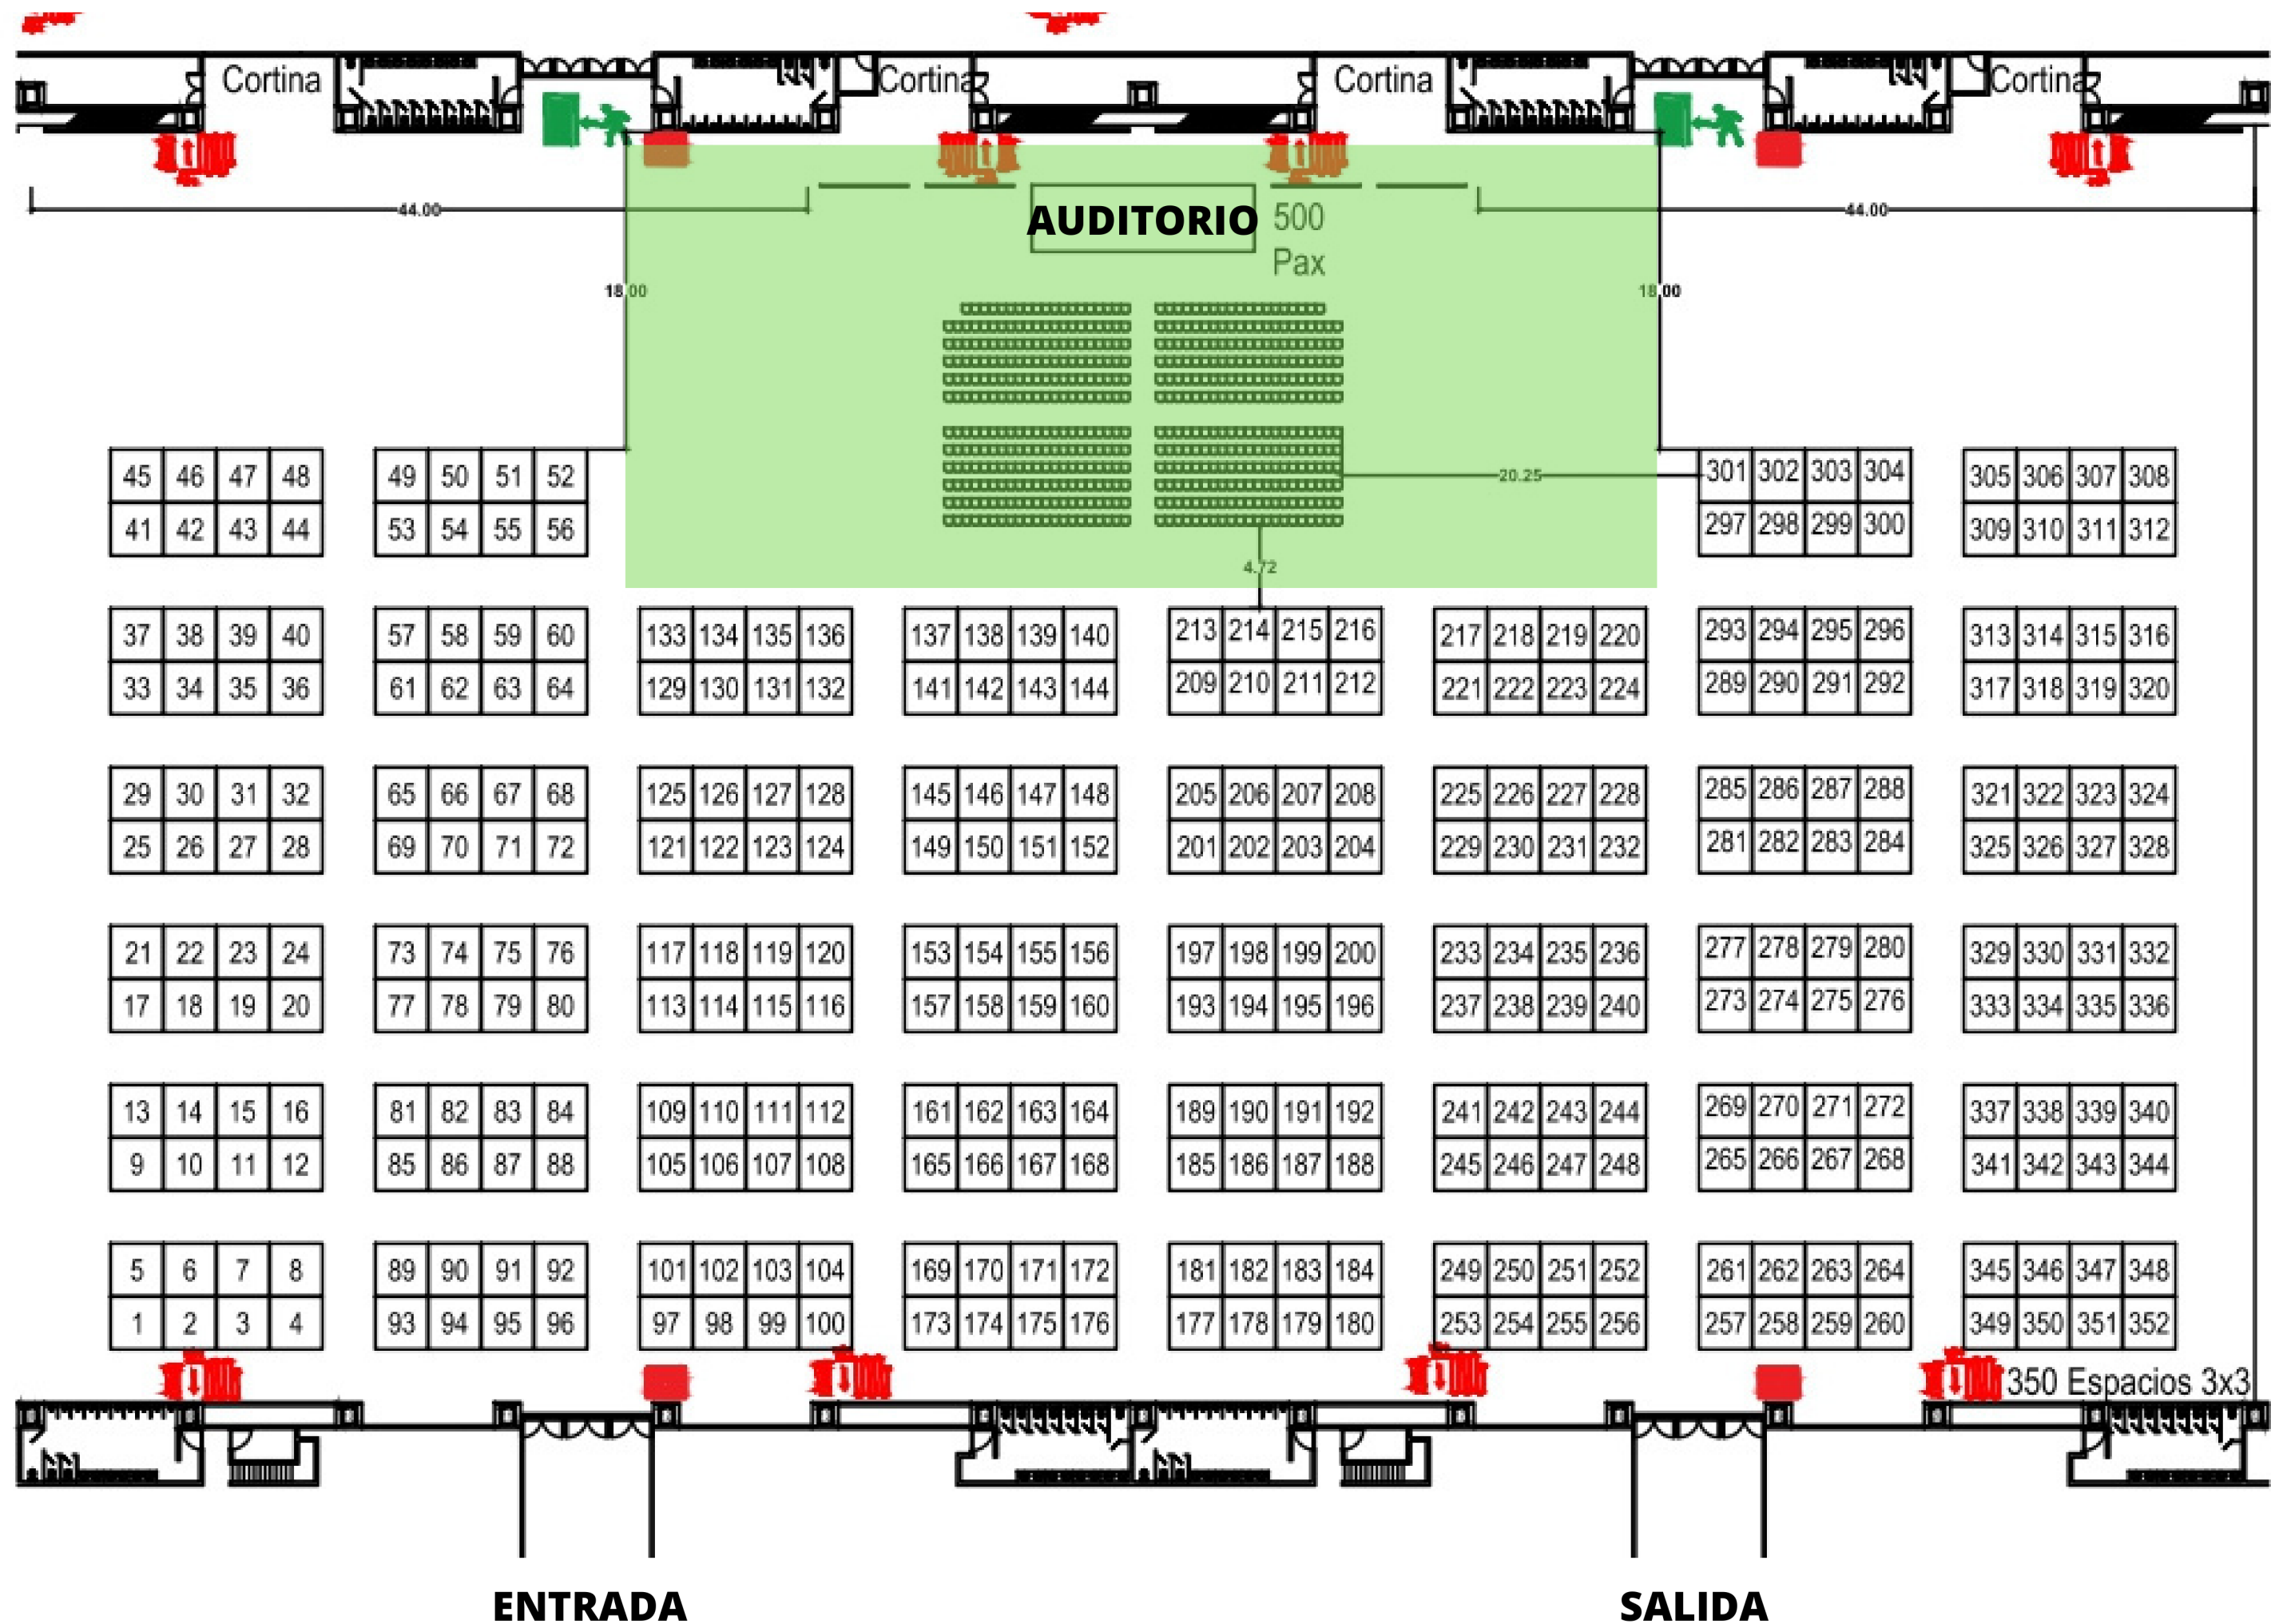 Cortina Cortina Cortina Cortina
44.00 AUDITORIO 500 44.00
Pax
18.00 18.00
45 46 47 48 49 50 51 52 20.25 301 302 303 304 305 306 307 308
41 42 43 44 53 54 55 56 297 298 299 300 309 310 311 312
4.72
37 38 39 40 57 58 59 60 133 134 135 136 137 138 139 140 213 214 215 216 217 218 219 220 293 294 295 296 313 314 315 316
33 34 35 36 61 62 63 64 129 130 131 132 141 142 143 144 209 210 211 212 221 222 223 224 289 290 291 292 317 318 319 320
29 30 31 32 65 66 67 68 125 126 127 128 145 146 147 148 205 206 207 208 225 226 227 228 285 286 287 288 321 322 323 324
25 26 27 28 69 70 71 72 121 122 123 124 149 150 151 152 201 202 203 204 229 230 231 232 281 282 283 284 325 326 327 328
21 22 23 24 73 74 75 76 117 118 119 120 153 154 155 156 197 198 199 200 233 234 235 236 277 278 279 280 329 330 331 332
17 18 19 20 77 78 79 80 113 114 115 116 157 158 159 160 193 194 195 196 237 238 239 240 273 274 275 276 333 334 335 336
13 14 15 16 81 82 83 84 109 110 111 112 161 162 163 164 189 190 191 192 241 242 243 244 269 270 271 272 337 338 339 340
9 10 11 12 85 86 87 88 105 106 107 108 165 166 167 168 185 186 187 188 245 246 247 248 265 266 267 268 341 342 343 344
5 6 7 8 89 90 91 92 101 102 103 104 169 170 171 172 181 182 183 184 249 250 251 252 261 262 263 264 345 346 347 348
1 2 3 4 93 94 95 96 97 98 99 100 173 174 175 176 177 178 179 180 253 254 255 256 257 258 259 260 349 350 351 352
350 Espacios 3x3
ENTRADA SALIDA